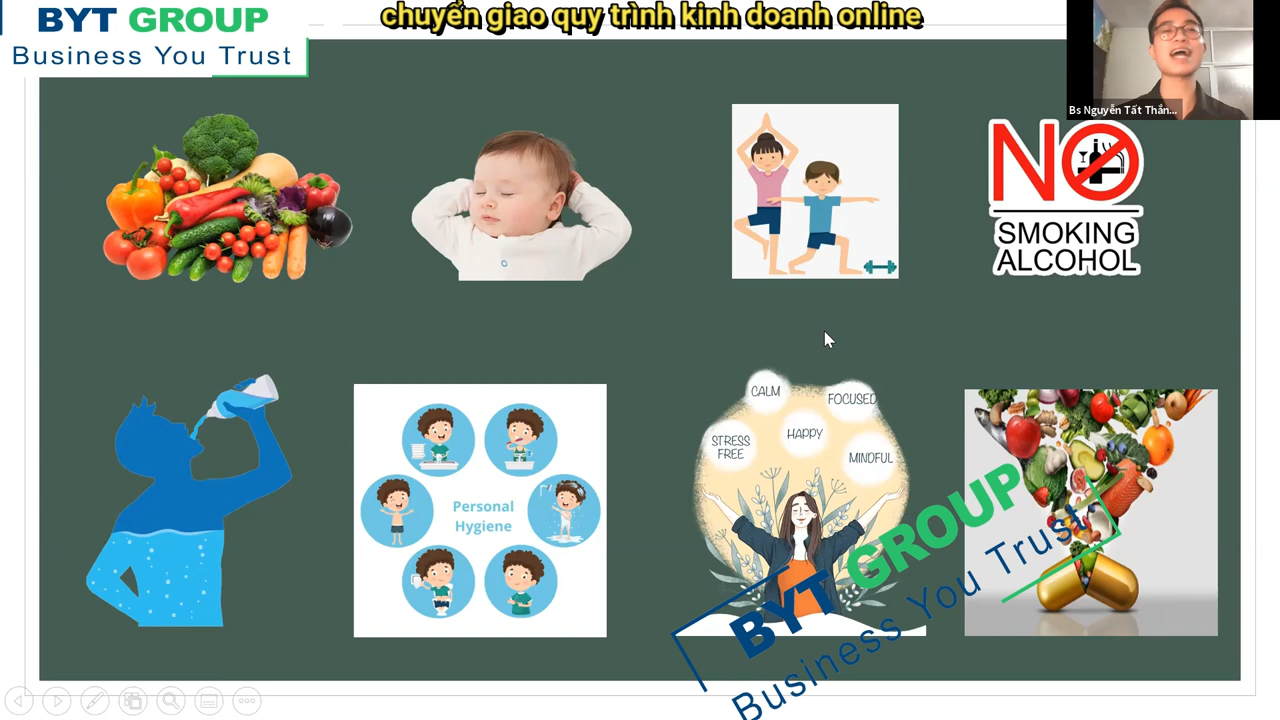 BYT GROUP
Business You Trust
chuyển giao quy trình kinh doanh online
Bs Nguyễn Tất Thắn...
NO
SMOKING
ALCOHOL
Personal
Hygiene
CALM
FOCUSED
STRESS
FREE
HAPPY
MINDFUL
BYT GROUP
Business You Trust